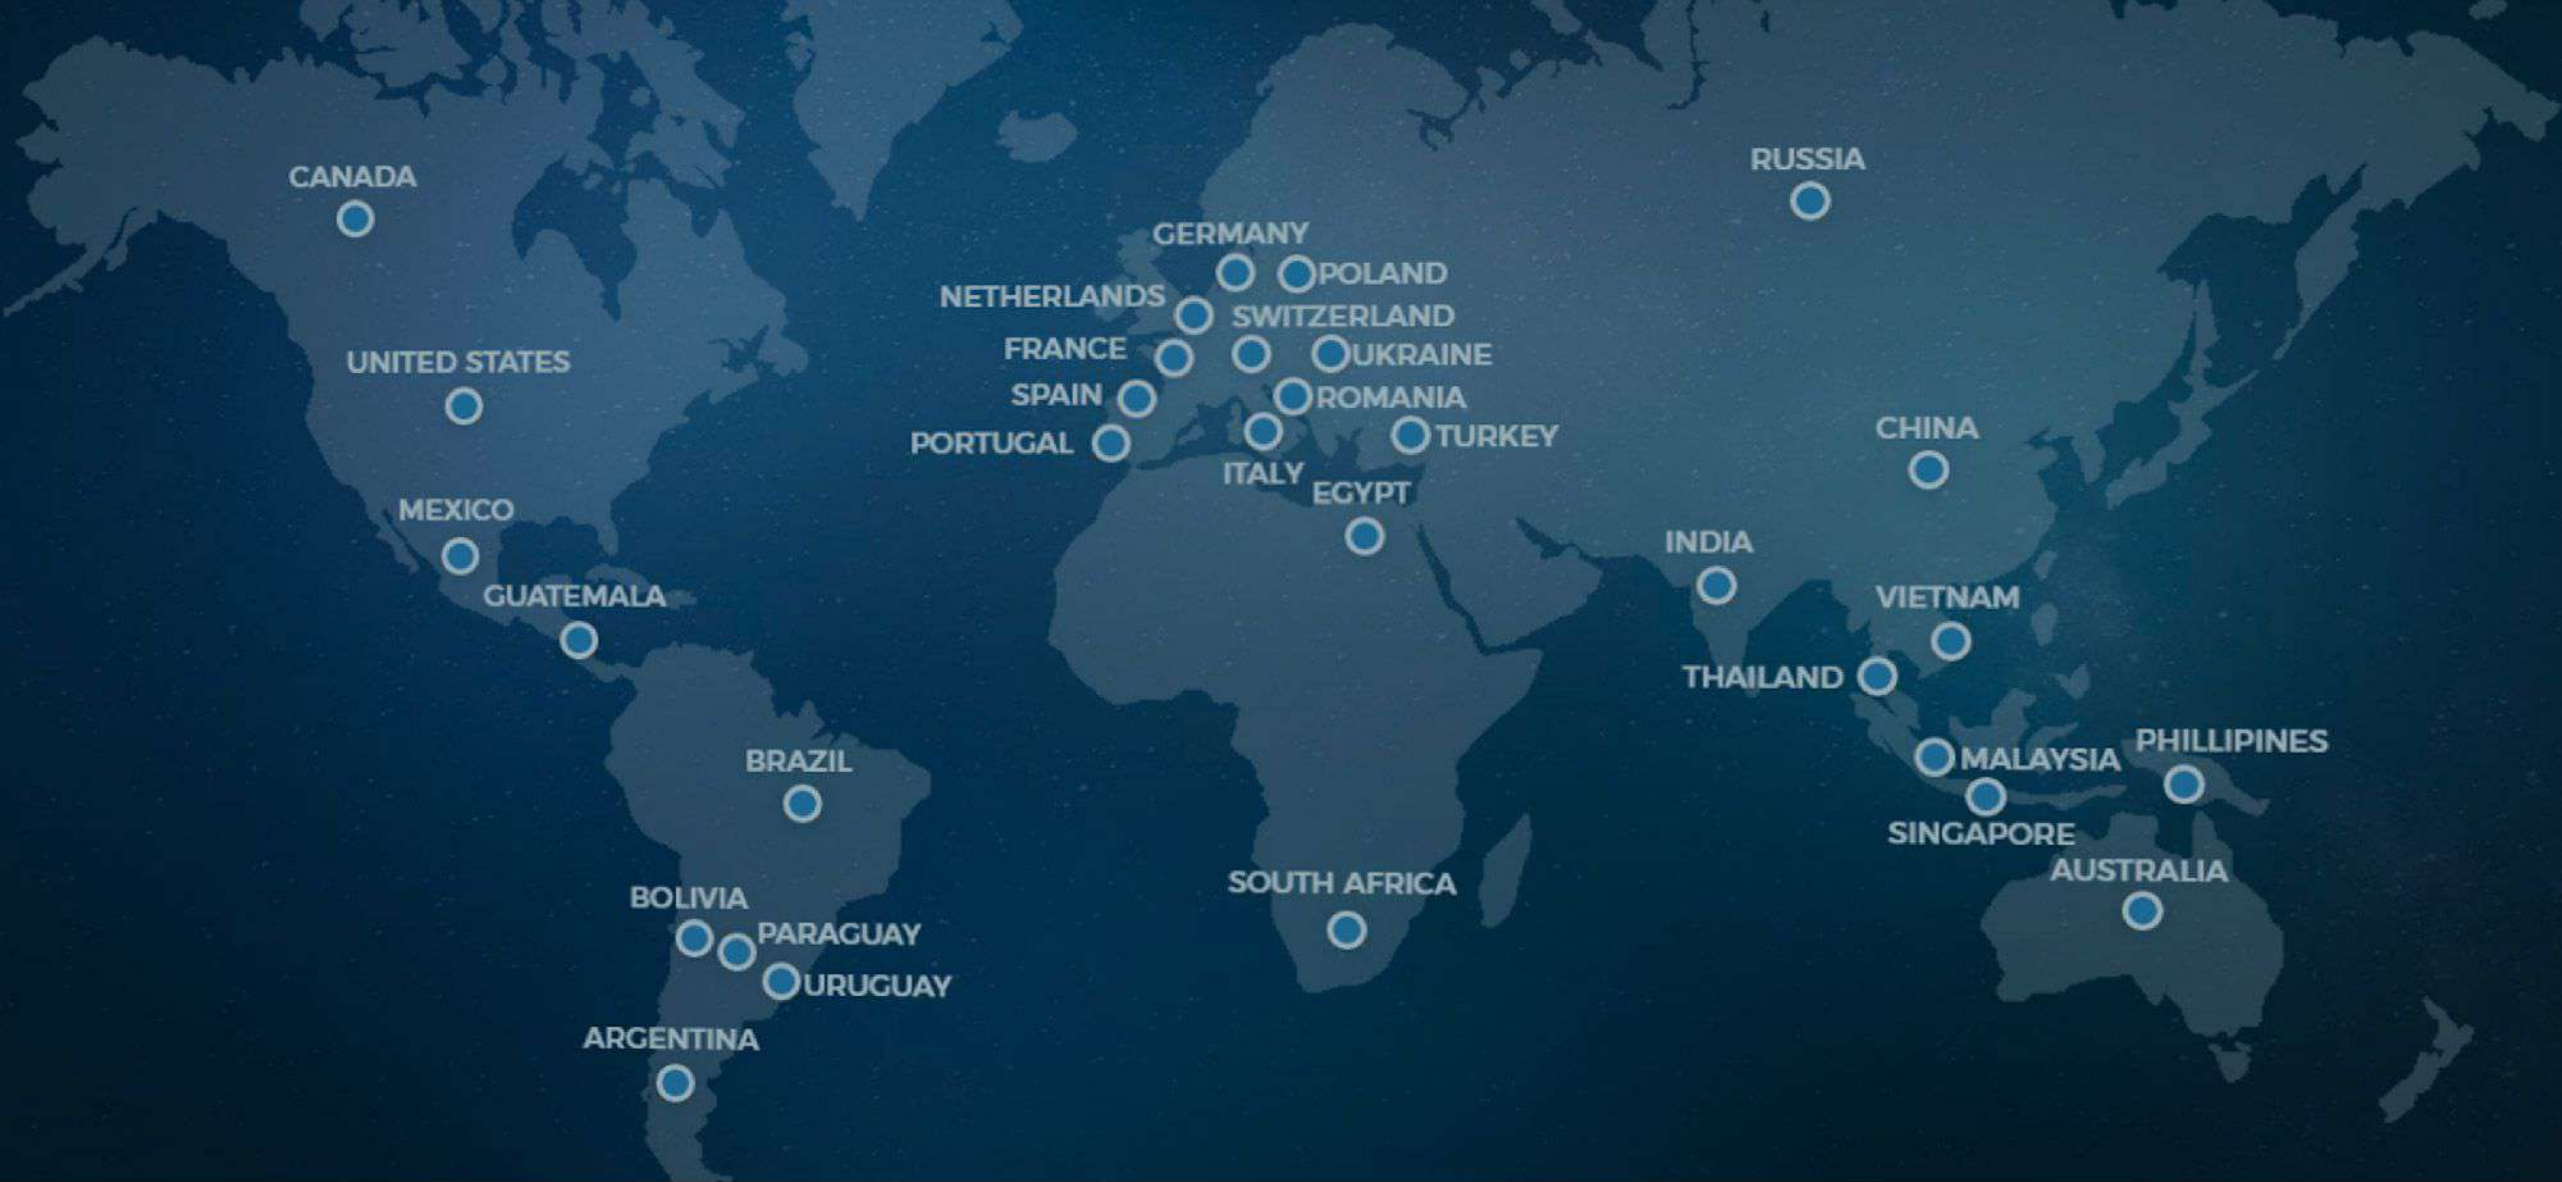 CANADA
RUSSIA
GERMANY
POLAND
NETHERLANDS
SWITZERLAND
FRANCE
UKRAINE
UNITED STATES
SPAIN
ROMANIA
CHINA
PORTUGAL
TURKEY
ITALY
EGYPT
MEXICO
INDIA
GUATEMALA
VIETNAM
THAILAND
PHILLIPINES
BRAZIL
MALAYSIA
SINGAPORE
AUSTRALIA
SOUTH AFRICA
BOLIVIA
PARAGUAY
URUGUAY
ARGENTINA